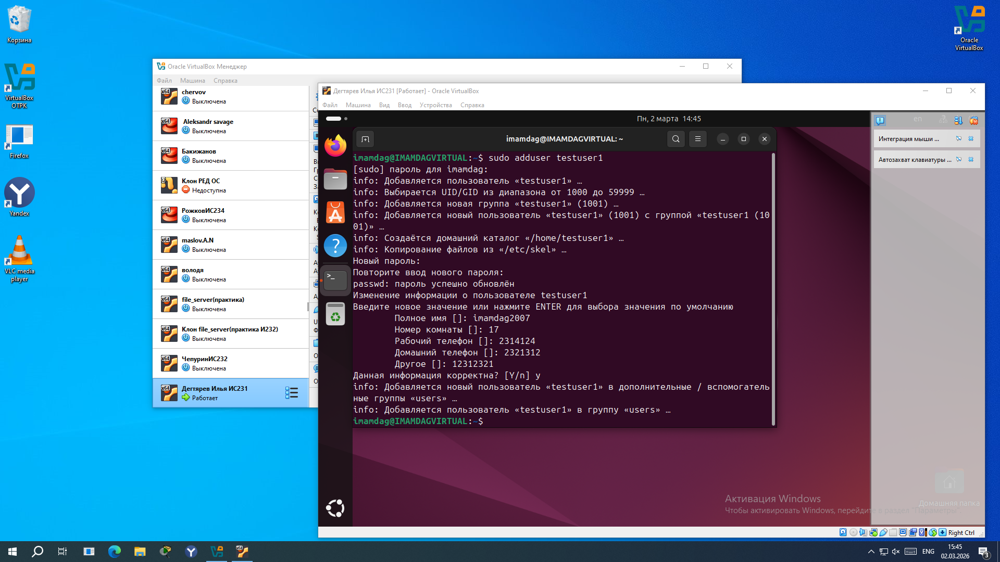 Корзина
VirtualBox
ОТРК
Firefox
Yandex
VLC media
player
Oracle
VirtualBox
Oracle VirtualBox Менеджер
Файл Машина Справка
chervov
Выключена
Aleksandr savage
Выключена
Бакижанов
Выключена
Клон РЕД ОС
Недоступна
РожковИС234
Выключена
maslov.A.N
Выключена
володя
Выключена
file_server(практика)
Выключена
Клон file_server(практика И232)
Выключена
ЧепуринИС232
Выключена
Дегтярев Илья ИС231
Работает
Дегтярев Илья ИС231 [Работает] - Oracle VirtualBox
Файл Машина Вид Ввод Устройства Справка
Пн, 2 марта 14:45
en
Интеграция мыши ...
Автозахват клавиатуры ...
imamdag@IMAMDAGVIRTUAL: ~
imamdag@IMAMDAGVIRTUAL:~$ sudo adduser testuser1
[sudo] пароль для imamdag:
info: Добавляется пользователь «testuser1» …
info: Выбирается UID/GID из диапазона от 1000 до 59999 …
info: Добавляется новая группа «testuser1» (1001) …
info: Добавляется новый пользователь «testuser1» (1001) с группой «testuser1 (10
01)» …
info: Создаётся домашний каталог «/home/testuser1» …
info: Копирование файлов из «/etc/skel» …
Новый пароль:
Повторите ввод нового пароля:
passwd: пароль успешно обновлён
Изменение информации о пользователе testuser1
Введите новое значение или нажмите ENTER для выбора значения по умолчанию
Полное имя []: imamdag2007
Номер комнаты []: 17
Рабочий телефон []: 2314124
Домашний телефон []: 2321312
Другое []: 12312321
Данная информация корректна? [Y/n] y
info: Добавляется новый пользователь «testuser1» в дополнительные / вспомогатель
ные группы «users» …
info: Добавляется пользователь «testuser1» в группу «users» …
imamdag@IMAMDAGVIRTUAL:~$
Активация Windows
Чтобы активировать Windows, перейдите в раздел "Параметры".
Домашняя папка
Right Ctrl
ENG
15:45
02.03.2026
3